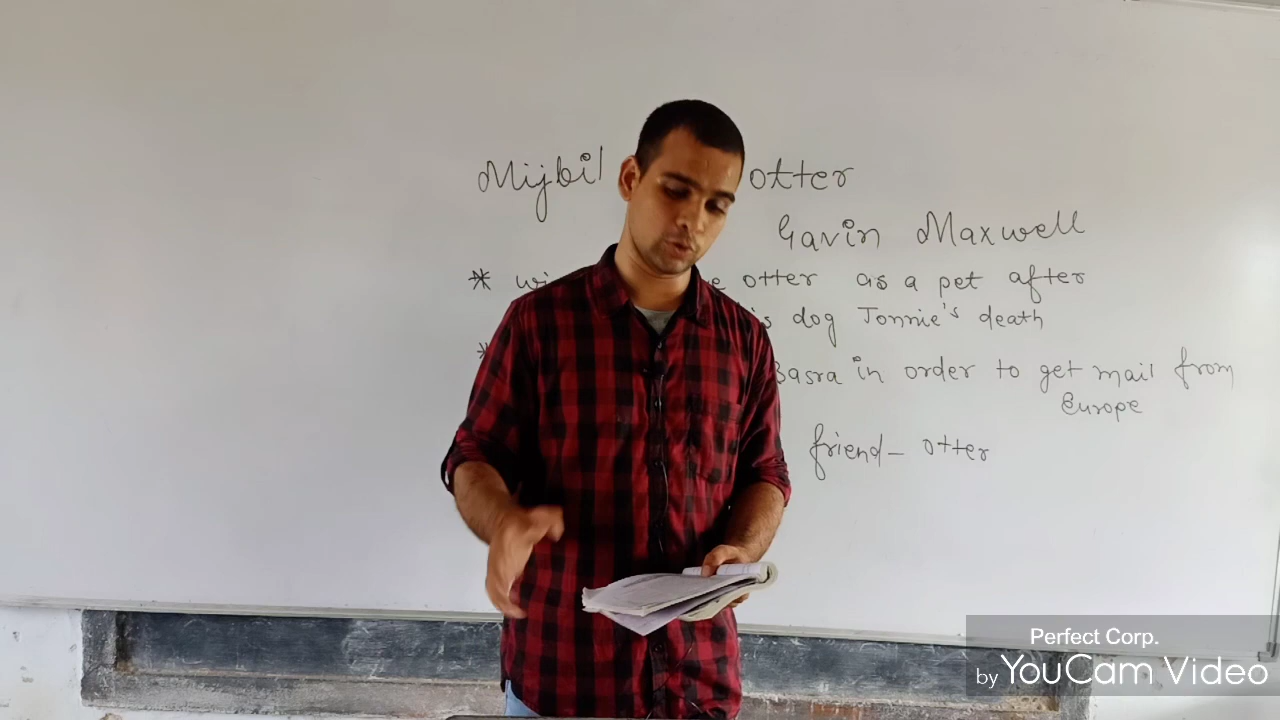 Mijbil otter
Gavin Maxwell
* otter as a pet after
dog Jonnie's death
Basra in order to get mail from
Europe
friend - otter
Perfect Corp.
by YouCam Video